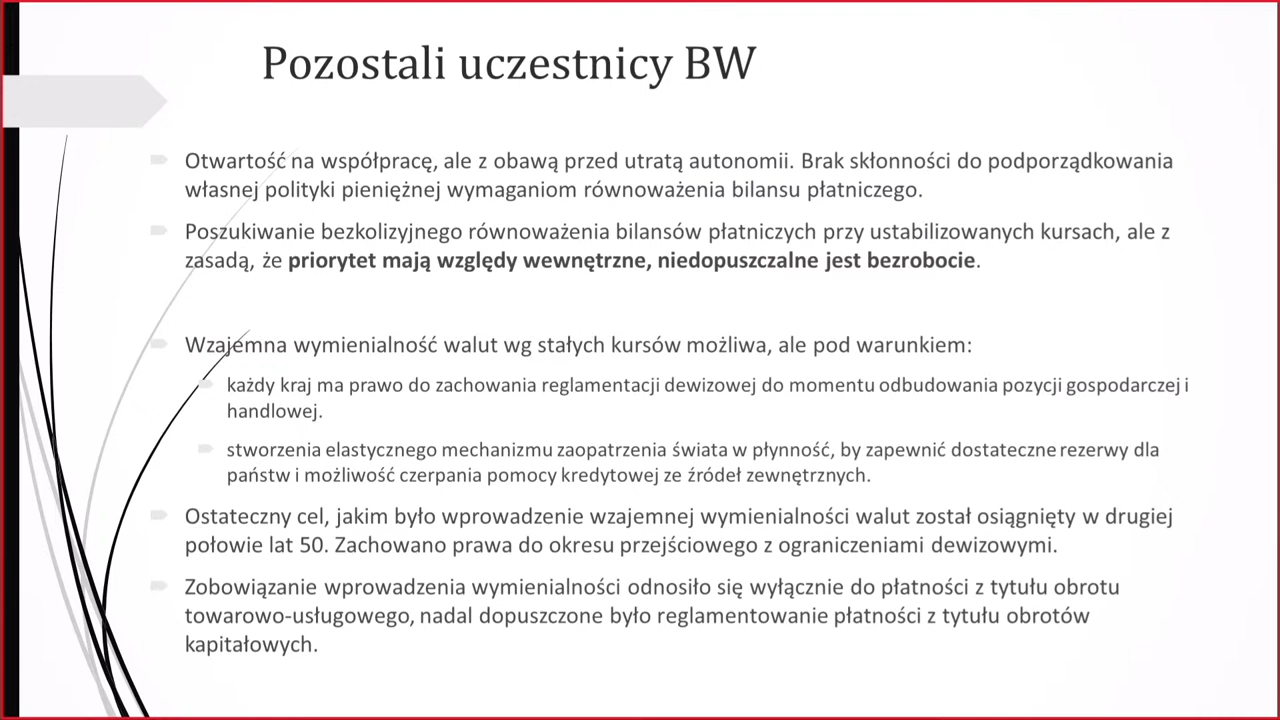 Pozostali uczestnicy BW
Otwartość na współpracę, ale z obawą przed utratą autonomii. Brak skłonności do podporządkowania
własnej polityki pieniężnej wymaganiom równoważenia bilansu płatniczego.
Poszukiwanie bezkolizyjnego równoważenia bilansów płatniczych przy ustabilizowanych kursach, ale z
zasadą, że priorytet mają względy wewnętrzne, niedopuszczalne jest bezrobocie.
Wzajemna wymienialność walut wg stałych kursów możliwa, ale pod warunkiem:
każdy kraj ma prawo do zachowania reglamentacji dewizowej do momentu odbudowania pozycji gospodarczej i
handlowej.
stworzenia elastycznego mechanizmu zaopatrzenia świata w płynność, by zapewnić dostateczne rezerwy dla
państw i możliwość czerpania pomocy kredytowej ze źródeł zewnętrznych.
Ostateczny cel, jakim było wprowadzenie wzajemnej wymienialności walut został osiągnięty w drugiej
połowie lat 50. Zachowano prawa do okresu przejściowego z ograniczeniami dewizowymi.
Zobowiązanie wprowadzenia wymienialności odnosiło się wyłącznie do płatności z tytułu obrotu
towarowo-usługowego, nadal dopuszczone było reglamentowanie płatności z tytułu obrotów
kapitałowych.